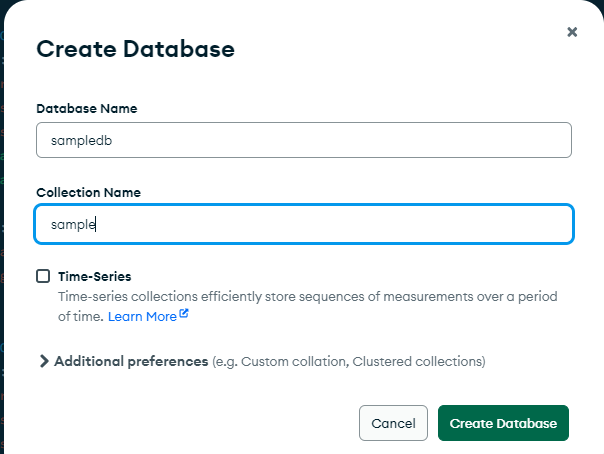 Create Database
Database Name
sampledb
Collection Name
sample
Time-Series
Time-series collections efficiently store sequences of measurements over a period
of time. Learn More
Additional preferences (e.g. Custom collation, Clustered collections)
Cancel
Create Database